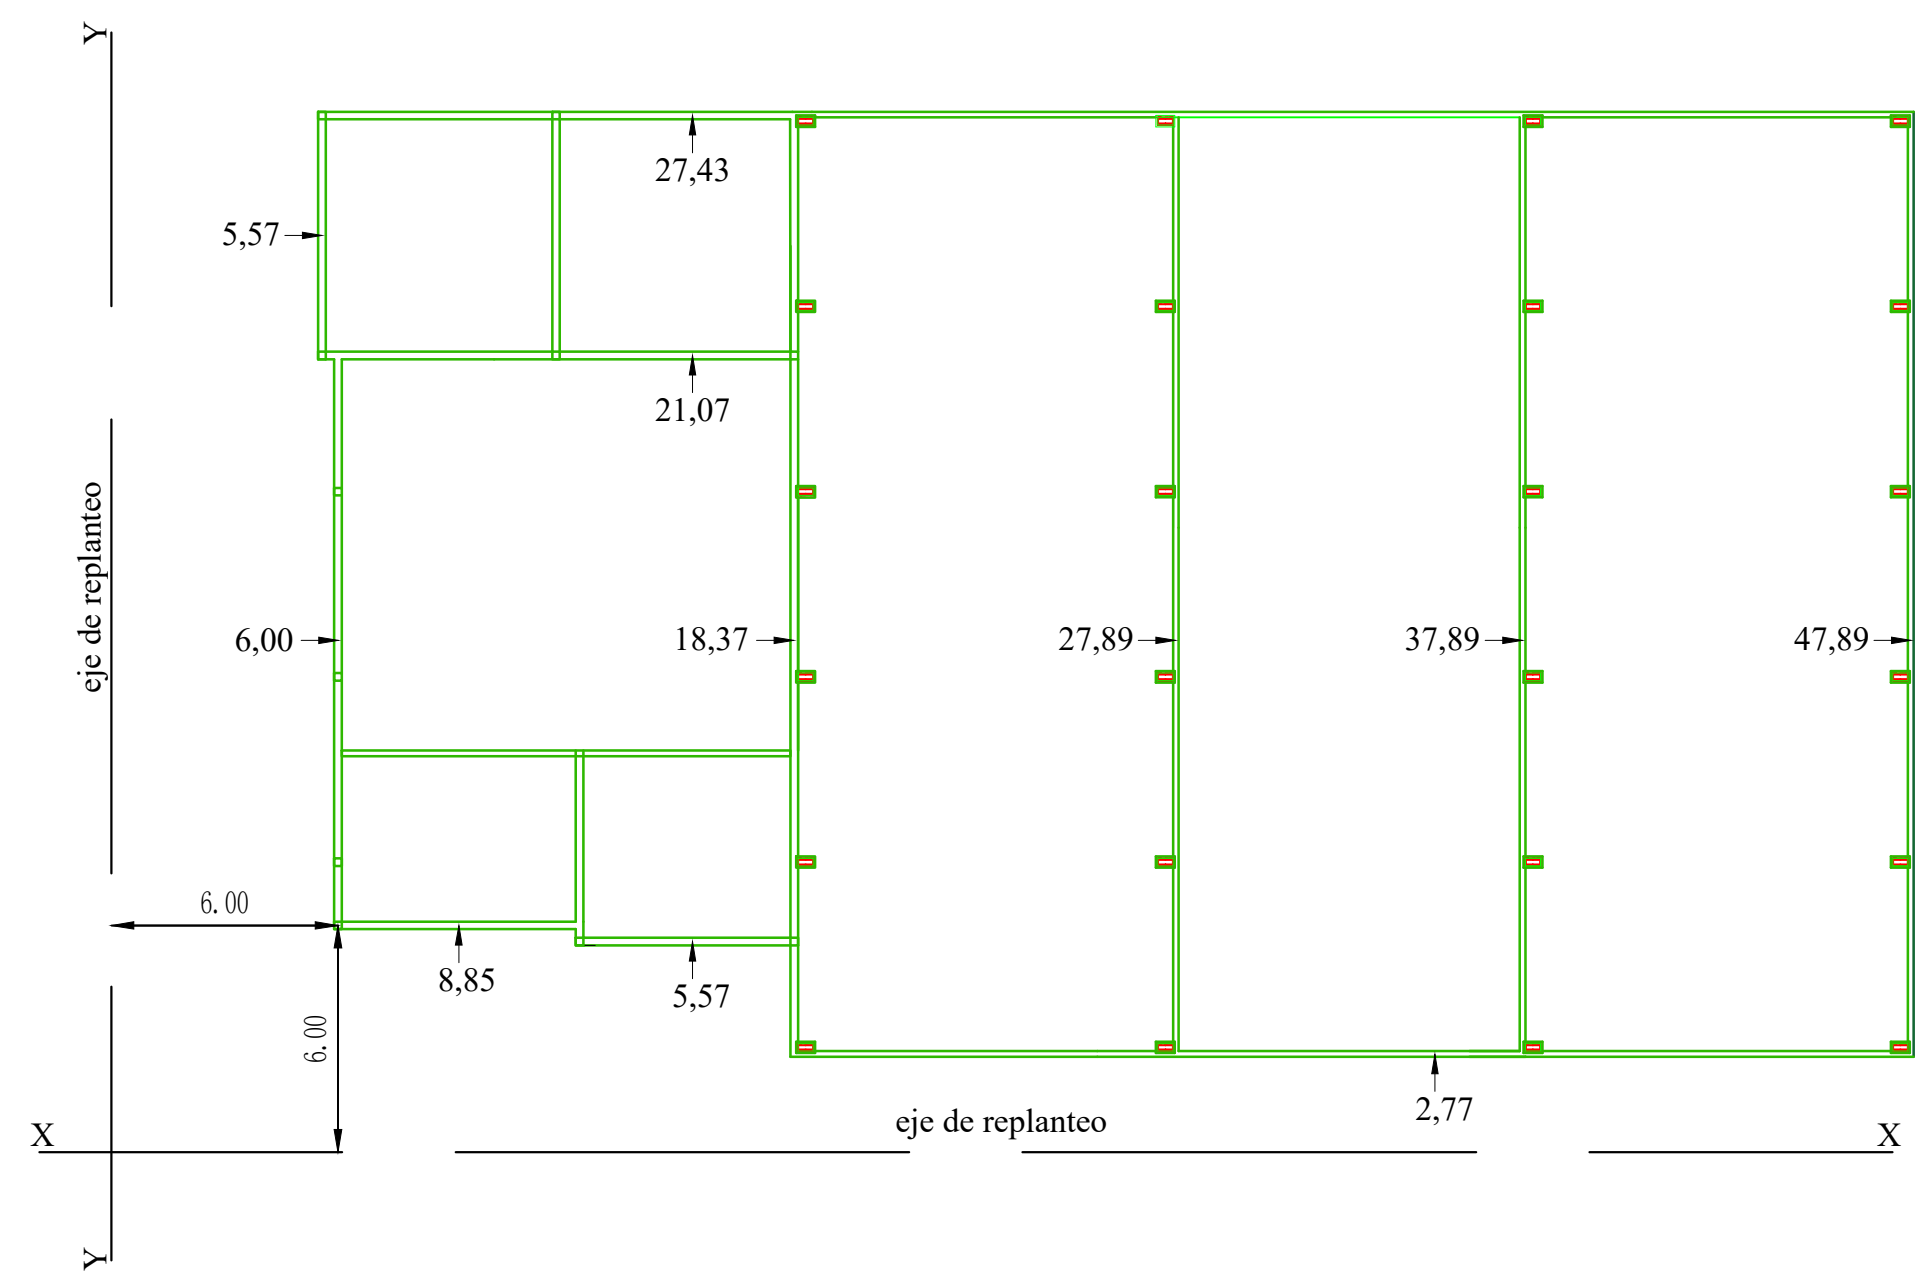 Y
27,43
5,57
21,07
eje de replanteo
6,00
18,37
27,89
37,89
47,89
6.00
8,85
5,57
6.00
2,77
eje de replanteo
X
X
Y